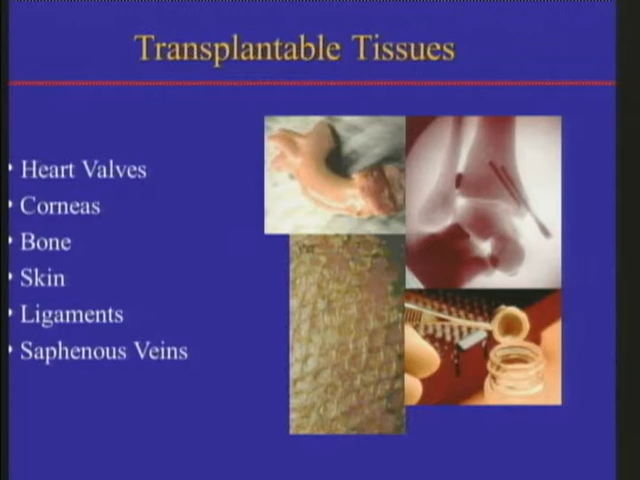 Transplantable Tissues
• Heart Valves
• Corneas
• Bone
• Skin
• Ligaments
• Saphenous Veins